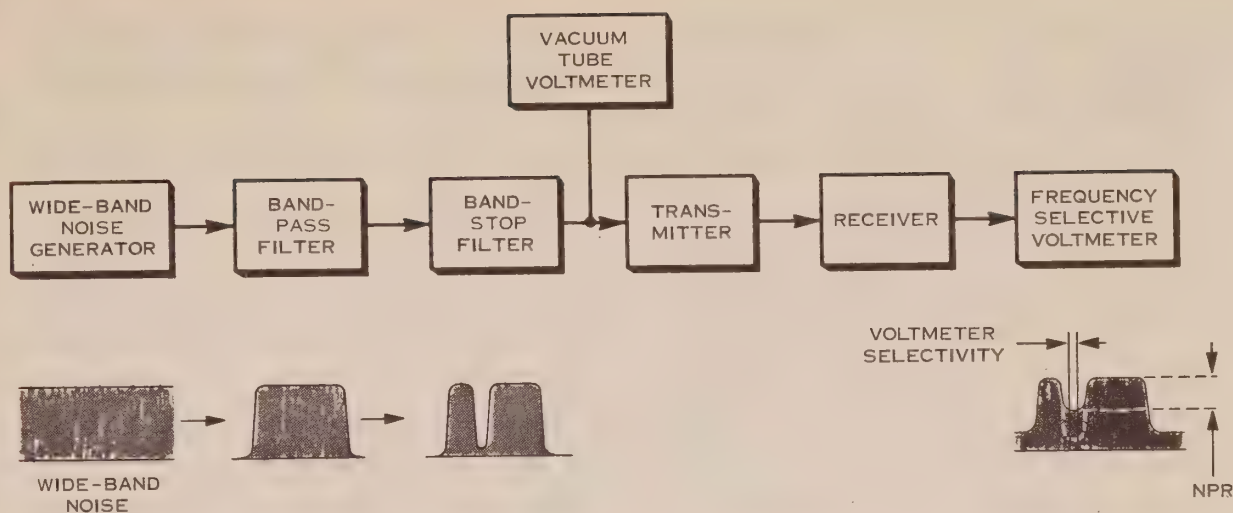 VACUUM
TUBE
VOLTMETER
WIDE-BAND
NOISE
GENERATOR
BAND-
PASS
FILTER
BAND-
STOP
FILTER
TRANS-
MITTER
RECEIVER
FREQUENCY
SELECTIVE
VOLTMETER
VOLTMETER
SELECTIVITY
WIDE-BAND
NOISE
NPR